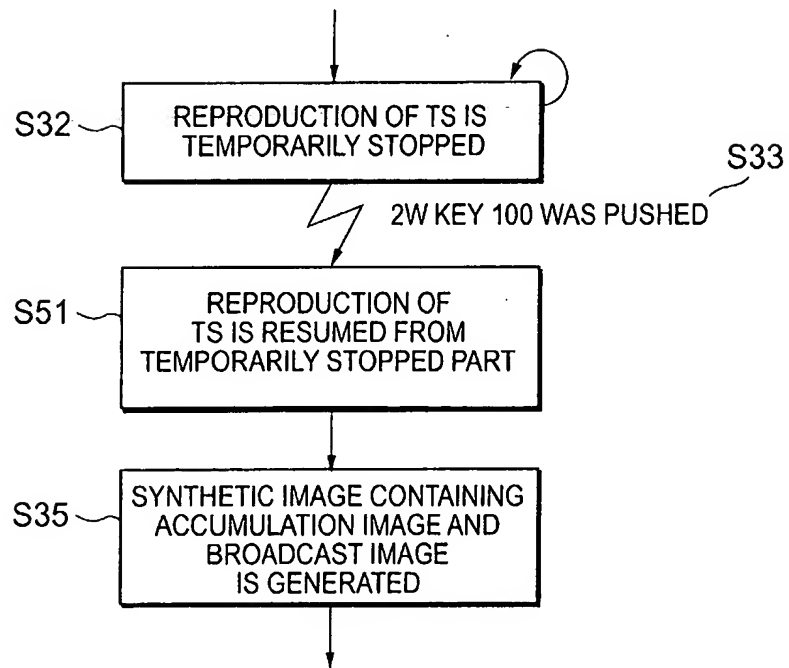 S32
REPRODUCTION OF TS IS
TEMPORARILY STOPPED
S33
2W KEY 100 WAS PUSHED
S51
REPRODUCTION OF
TS IS RESUMED FROM
TEMPORARILY STOPPED PART
S35
SYNTHETIC IMAGE CONTAINING
ACCUMULATION IMAGE AND
BROADCAST IMAGE
IS GENERATED